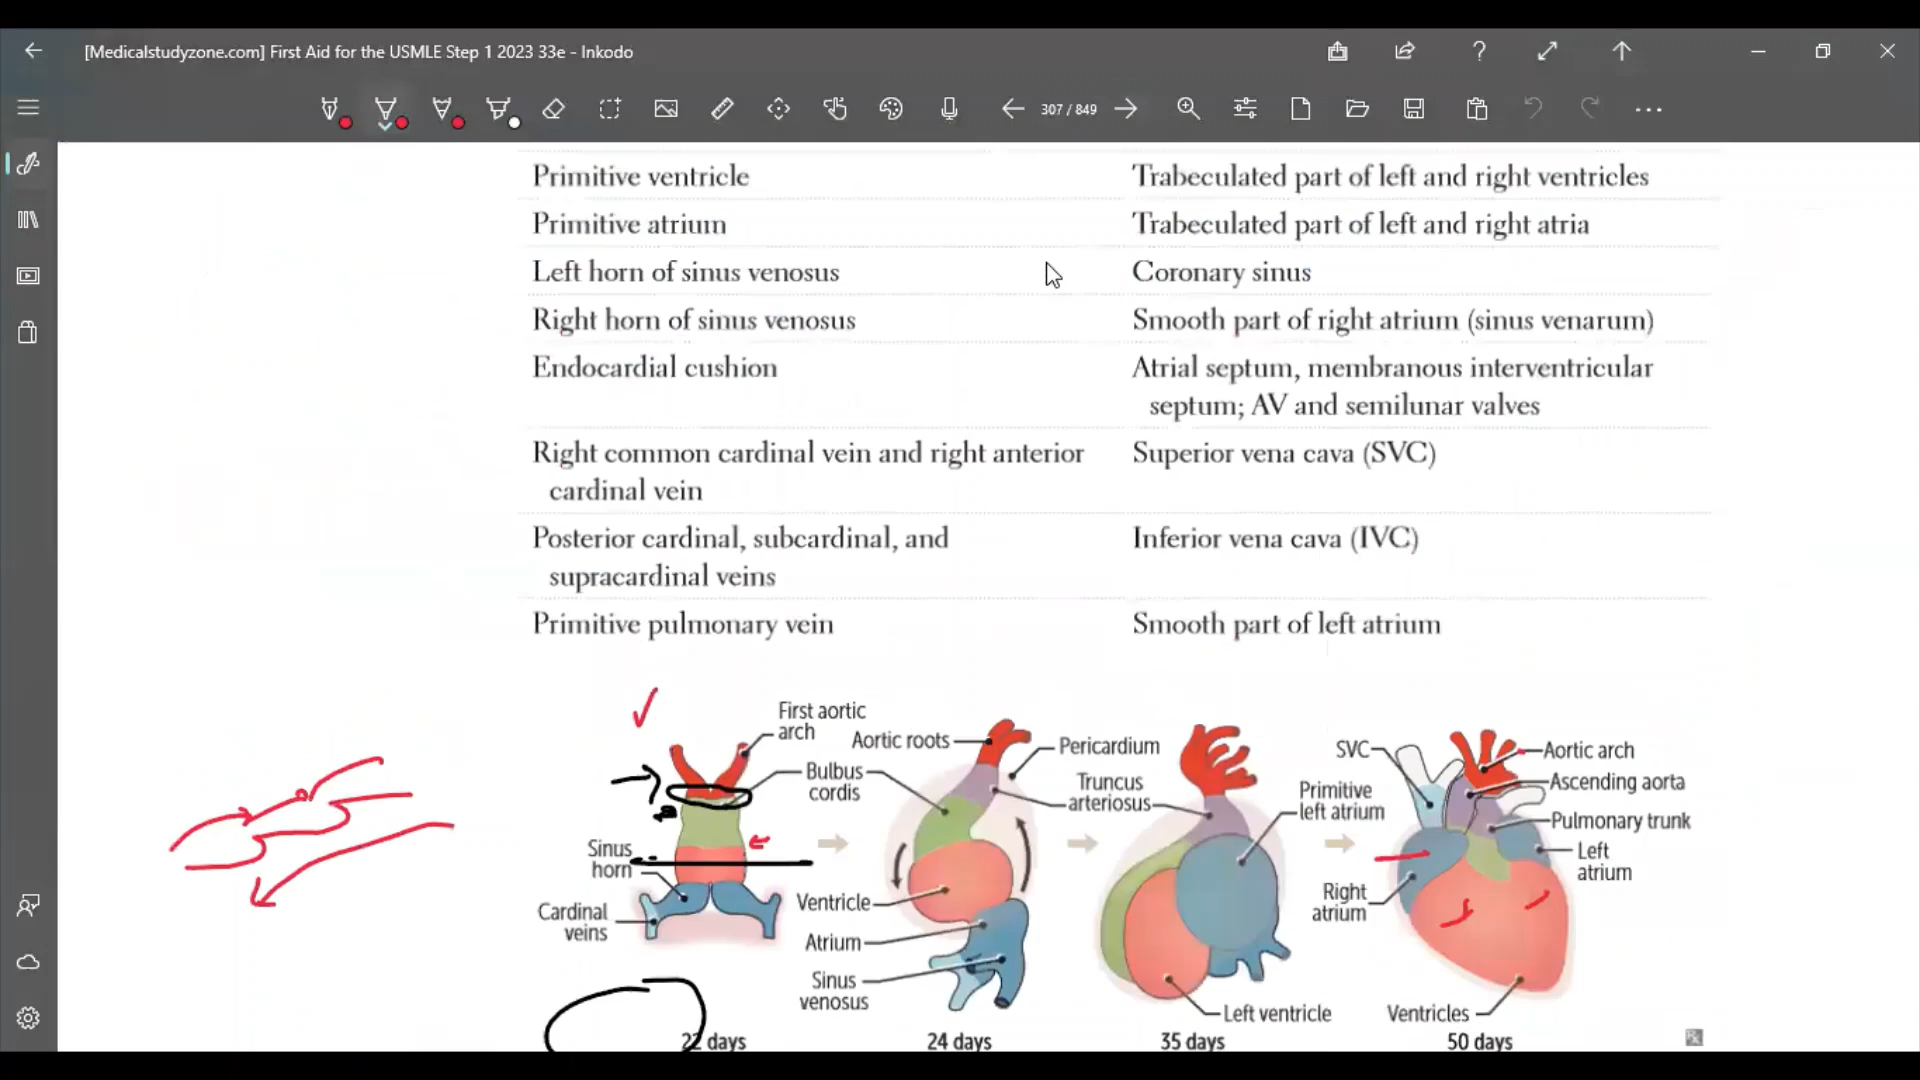 [Medicalstudyzone.com] First Aid for the USMLE Step 1 2023 33e - Inkodo
307 / 849
Primitive ventricle Trabeculated part of left and right ventricles
Primitive atrium Trabeculated part of left and right atria
Left horn of sinus venosus Coronary sinus
Right horn of sinus venosus Smooth part of right atrium (sinus venarum)
Endocardial cushion Atrial septum, membranous interventricular
septum; AV and semilunar valves
Right common cardinal vein and right anterior Superior vena cava (SVC)
cardinal vein
Posterior cardinal, subcardinal, and Inferior vena cava (IVC)
supracardinal veins
Primitive pulmonary vein Smooth part of left atrium
First aortic
arch
Bulbus
cordis
Sinus
horn
Cardinal
veins
22 days
Aortic roots
Pericardium
Truncus
arteriosus
Ventricle
Atrium
Sinus
venosus
24 days
Primitive
left atrium
Left ventricle
35 days
SVC
Aortic arch
Ascending aorta
Pulmonary trunk
Left
atrium
Right
atrium
Ventricles
50 days